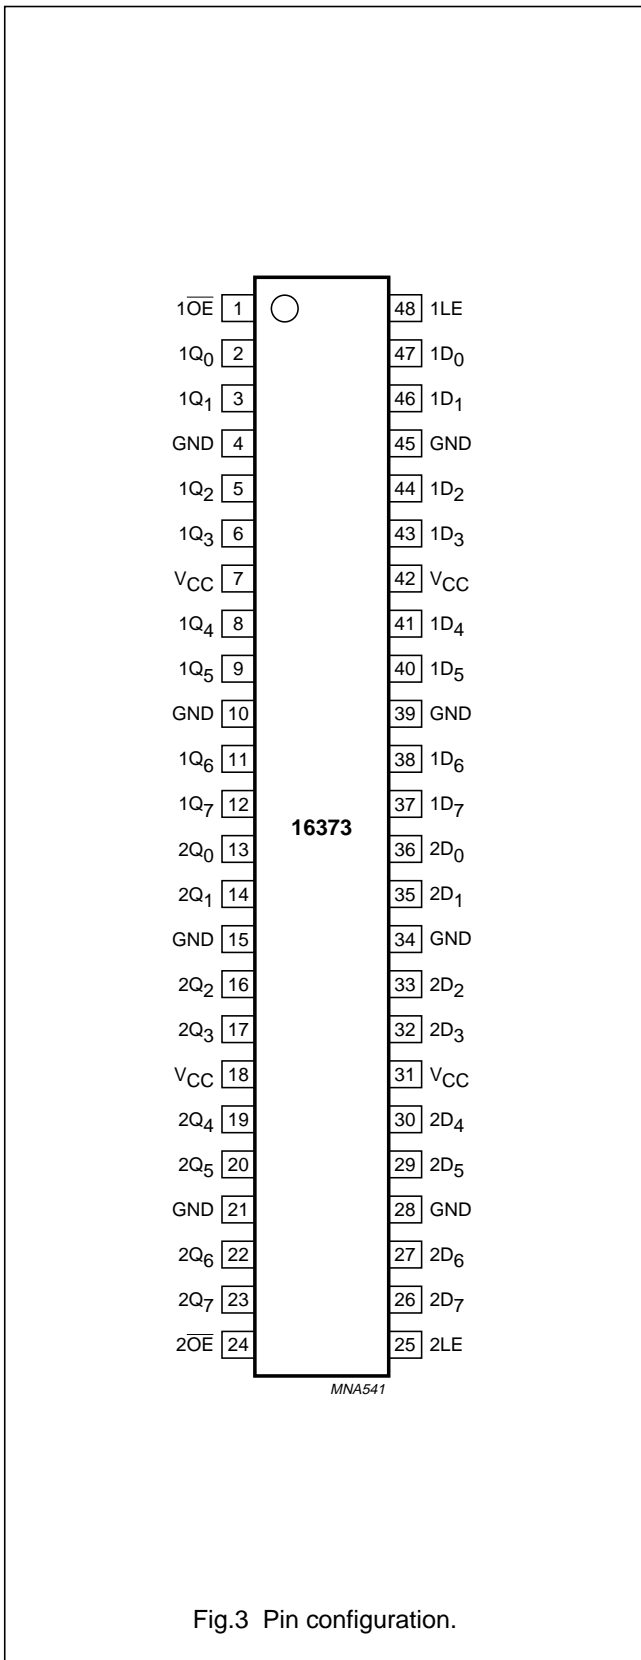 1O̅E̅ 1 48 1LE
1Q0 2 47 1D0
1Q1 3 46 1D1
GND 4 45 GND
1Q2 5 44 1D2
1Q3 6 43 1D3
VCC 7 42 VCC
1Q4 8 41 1D4
1Q5 9 40 1D5
GND 10 39 GND
1Q6 11 38 1D6
1Q7 12 37 1D7
16373
2Q0 13 36 2D0
2Q1 14 35 2D1
GND 15 34 GND
2Q2 16 33 2D2
2Q3 17 32 2D3
VCC 18 31 VCC
2Q4 19 30 2D4
2Q5 20 29 2D5
GND 21 28 GND
2Q6 22 27 2D6
2Q7 23 26 2D7
2O̅E̅ 24 25 2LE
MNA541
Fig.3 Pin configuration.